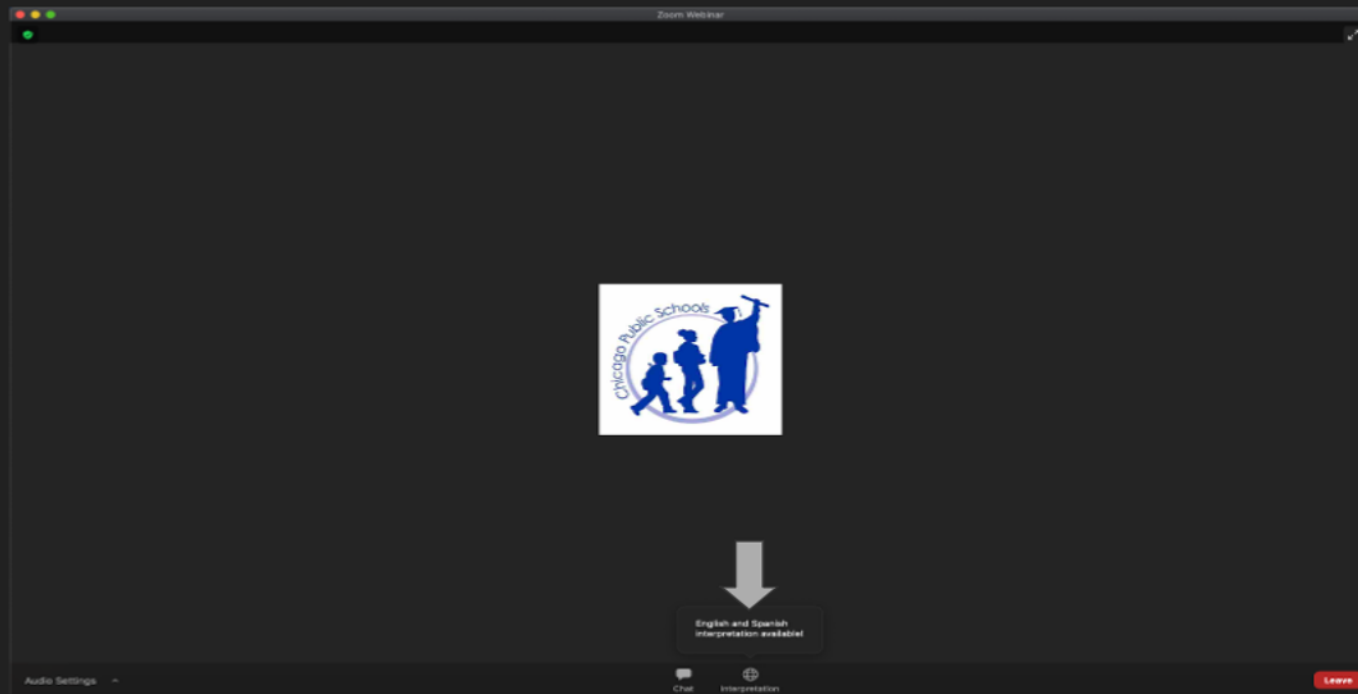 Zoom Webinar
Chicago Public Schools
English and Spanish
interpretation available!
Audio Settings
Chat
Interpretation
Leave